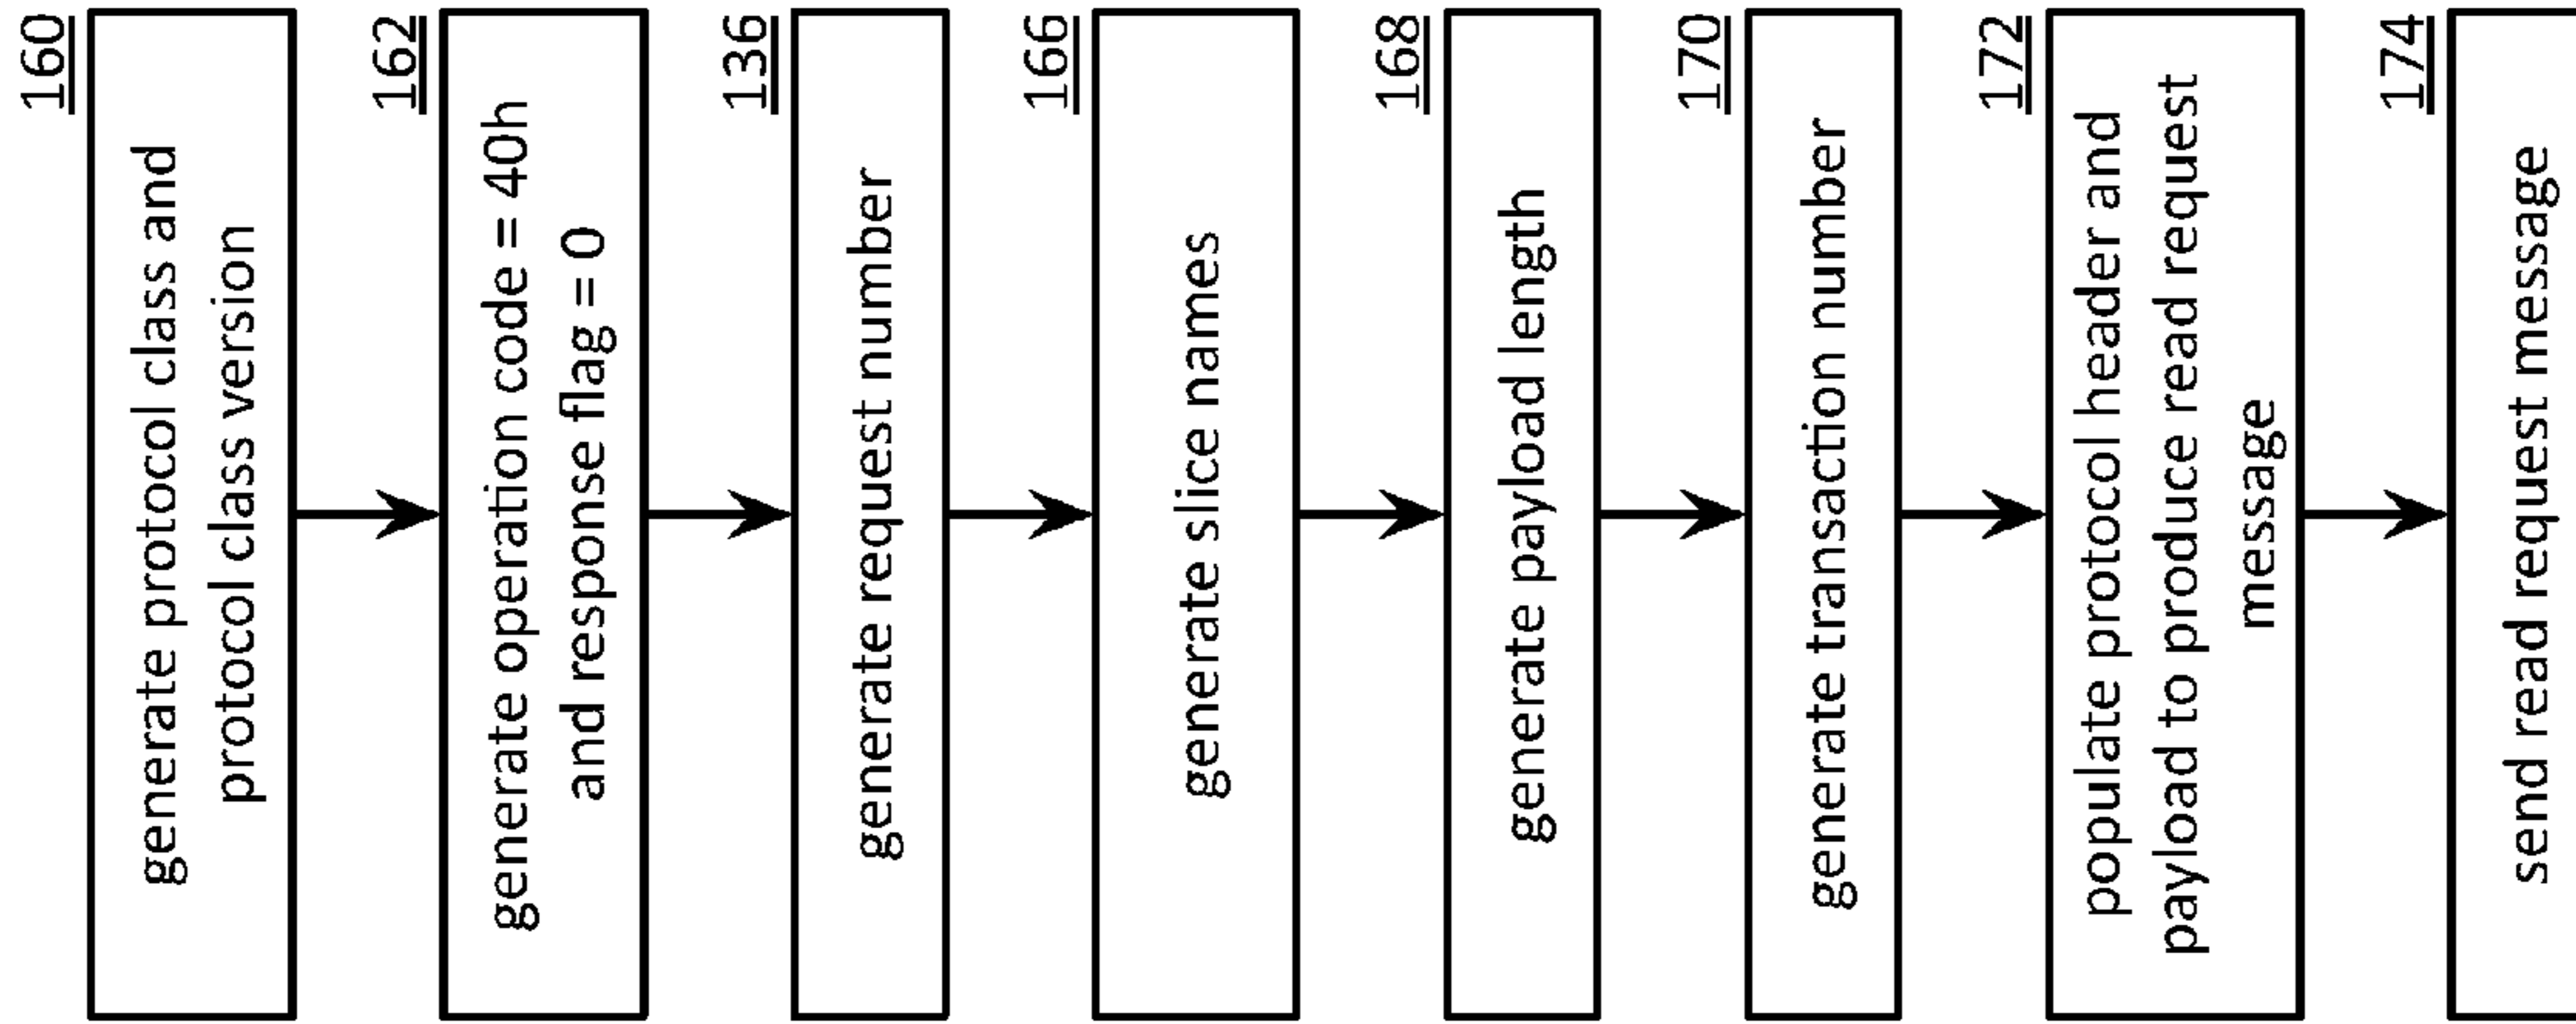 160
generate protocol class and
protocol class version
162
generate operation code = 40h
and response flag = 0
136
generate request number
166
generate slice names
168
generate payload length
170
generate transaction number
172
populate protocol header and
payload to produce read request
message
174
send read request message